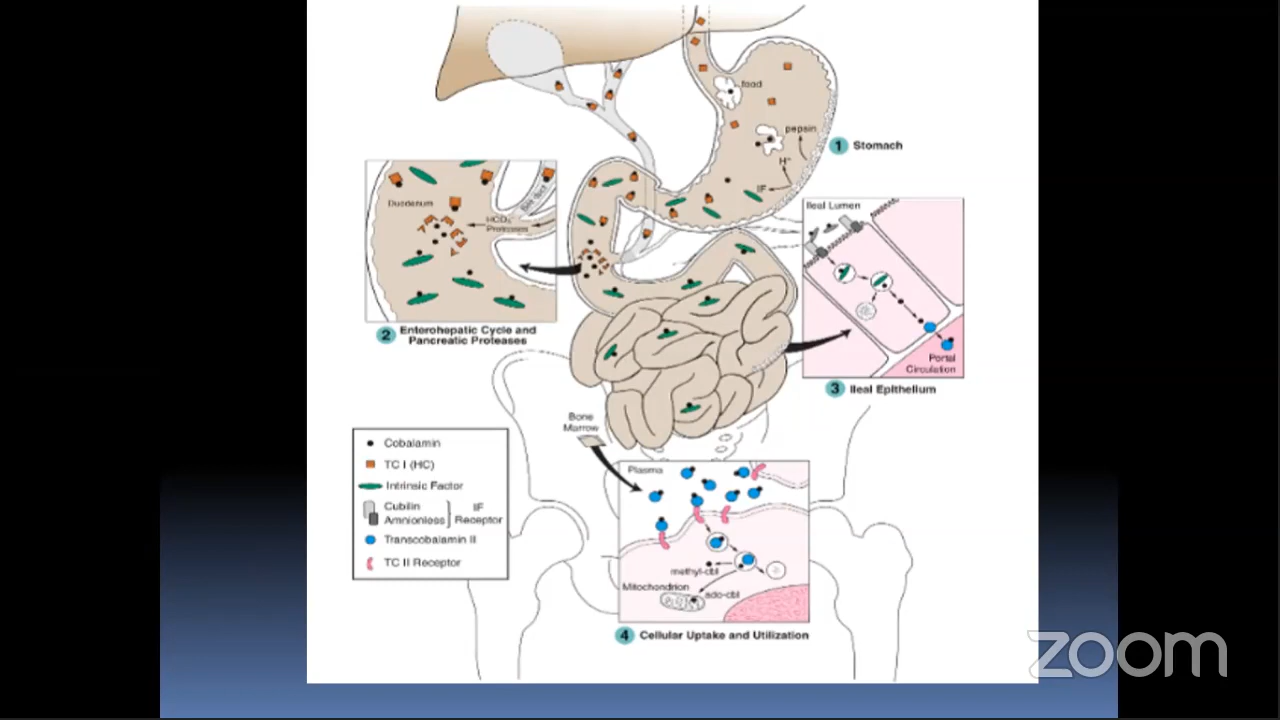 food
pepsin
H⁺
IF
1 Stomach
Duodenum
Bile duct
HCO₃⁻
Proteases
2 Enterohepatic Cycle and
Pancreatic Proteases
Ileal Lumen
Portal
Circulation
3 Ileal Epithelium
Bone
Marrow
Cobalamin
TC I (HC)
Intrinsic Factor
Cubilin
Amnionless
IF
Receptor
Transcobalamin II
TC II Receptor
Plasma
methyl-cbl
Mitochondrion
ado-cbl
4 Cellular Uptake and Utilization
zoom